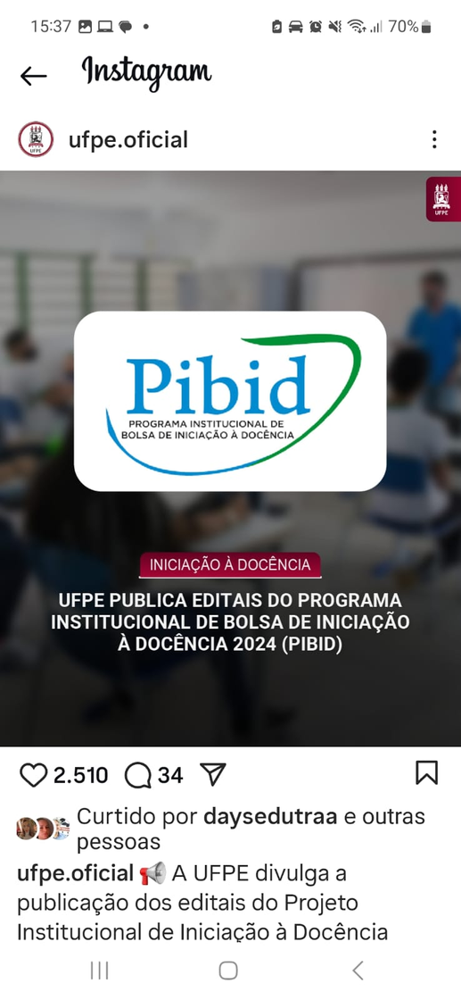 15:37 70%
Instagram
ufpe.oficial
UFPE
UFPE
Pibid
PROGRAMA INSTITUCIONAL DE
BOLSA DE INICIAÇÃO À DOCÊNCIA
INICIAÇÃO À DOCÊNCIA
UFPE PUBLICA EDITAIS DO PROGRAMA
INSTITUCIONAL DE BOLSA DE INICIAÇÃO
À DOCÊNCIA 2024 (PIBID)
2.510 34
Curtido por daysedutraa e outras
pessoas
ufpe.oficial 📢 A UFPE divulga a
publicação dos editais do Projeto
Institucional de Iniciação à Docência